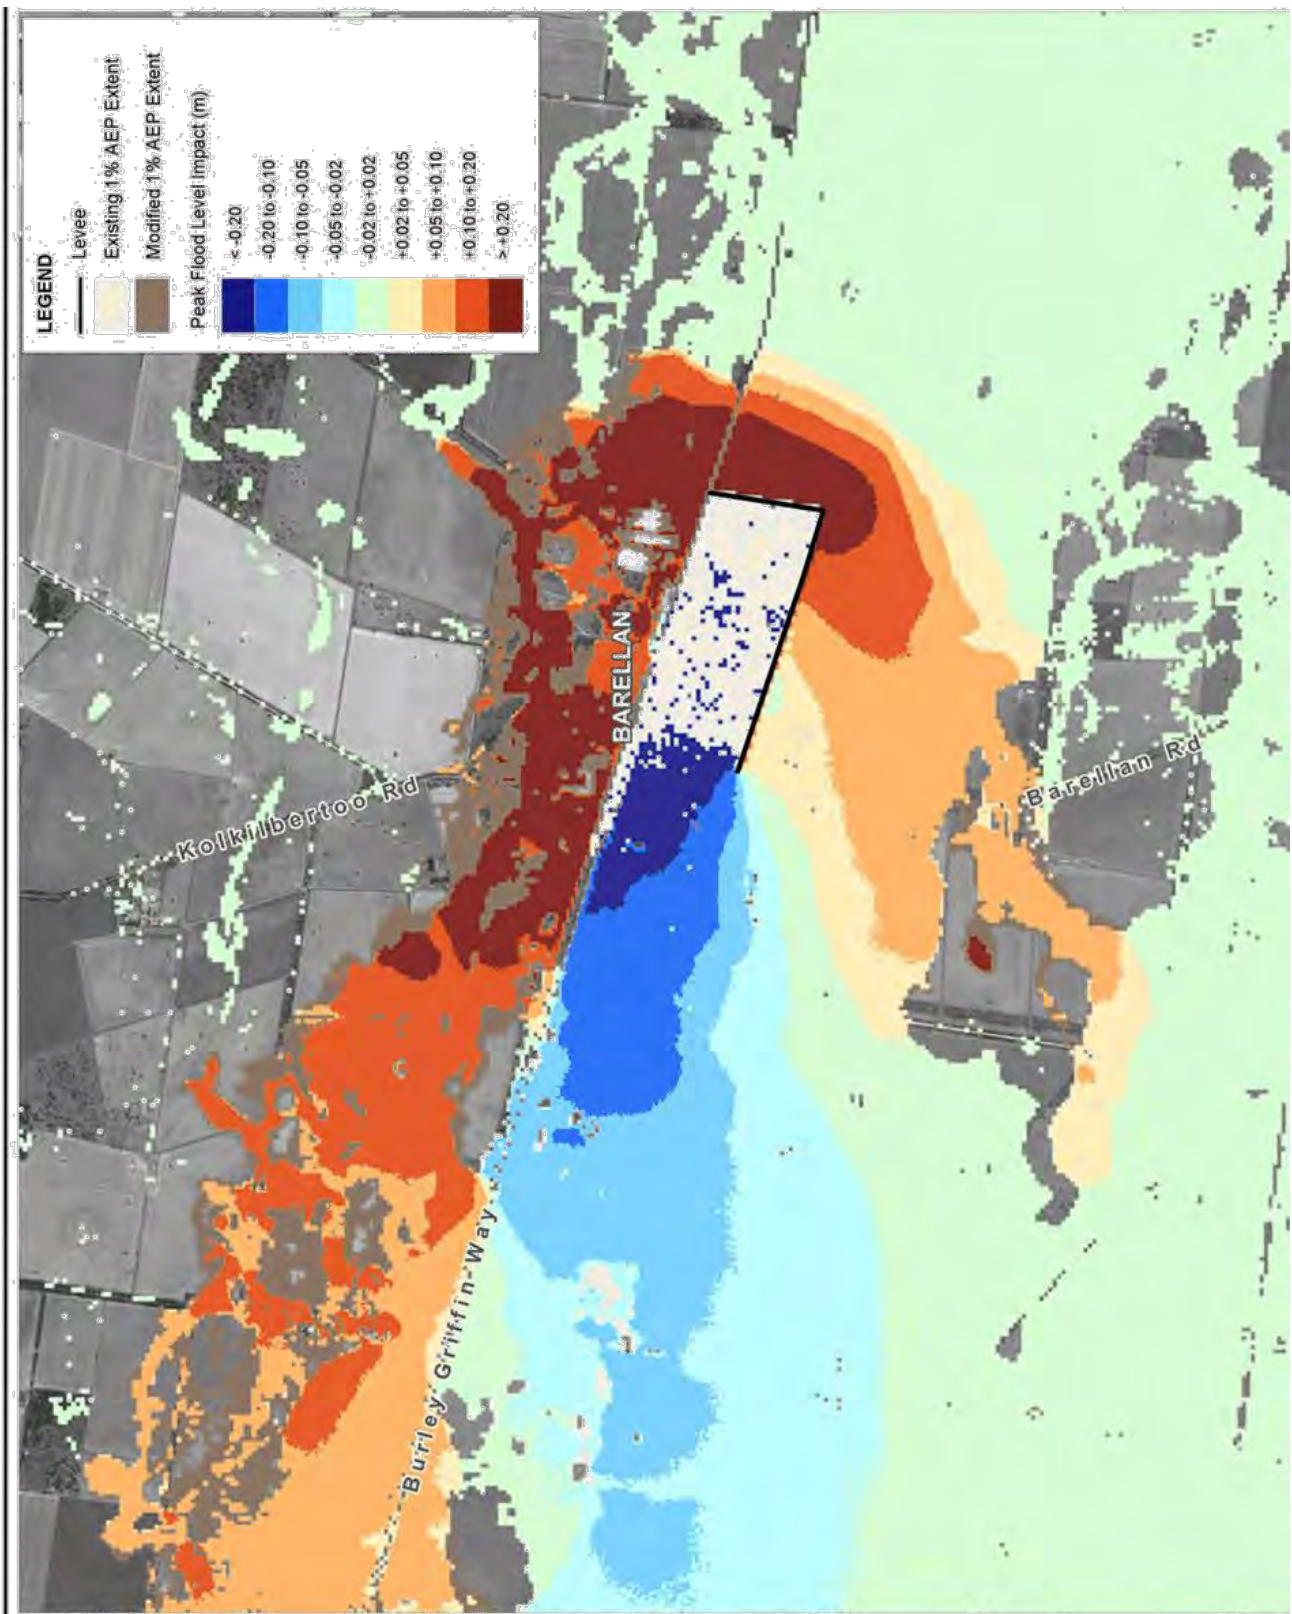 LEGEND
Levee
Existing 1% AEP Extent
Modified 1% AEP Extent
Peak Flood Level Impact (m)
< -0.20
-0.20 to -0.10
-0.10 to -0.05
-0.05 to -0.02
-0.02 to +0.02
+0.02 to +0.05
+0.05 to +0.10
+0.10 to +0.20
> +0.20
Kolkilbertoo Rd
BARELLAN
Barellan Rd
Burley Griffin Way